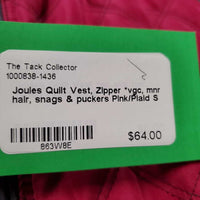 The Tack Collector
1000838-1436
Joules Quilt Vest, Zipper *vgc, mnr
hair, snags & puckers Pink/Plaid S
$64.00
863W8E